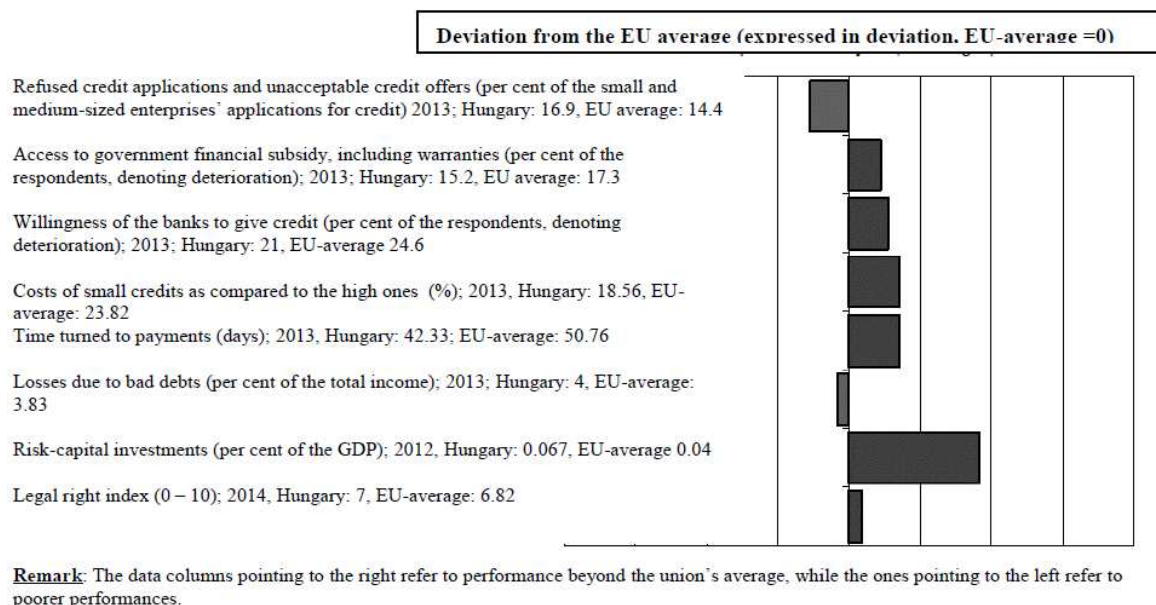 Deviation from the EU average (expressed in deviation, EU-average =0)
Refused credit applications and unacceptable credit offers (per cent of the small and
medium-sized enterprises’ applications for credit) 2013; Hungary: 16.9, EU average: 14.4
Access to government financial subsidy, including warranties (per cent of the
respondents, denoting deterioration); 2013; Hungary: 15.2, EU average: 17.3
Willingness of the banks to give credit (per cent of the respondents, denoting
deterioration); 2013; Hungary: 21, EU-average 24.6
Costs of small credits as compared to the high ones (%); 2013, Hungary: 18.56, EU-
average: 23.82
Time turned to payments (days); 2013, Hungary: 42.33; EU-average: 50.76
Losses due to bad debts (per cent of the total income); 2013; Hungary: 4, EU-average:
3.83
Risk-capital investments (per cent of the GDP); 2012, Hungary: 0.067, EU-average 0.04
Legal right index (0 – 10); 2014, Hungary: 7, EU-average: 6.82
Remark: The data columns pointing to the right refer to performance beyond the union’s average, while the ones pointing to the left refer to
poorer performances.